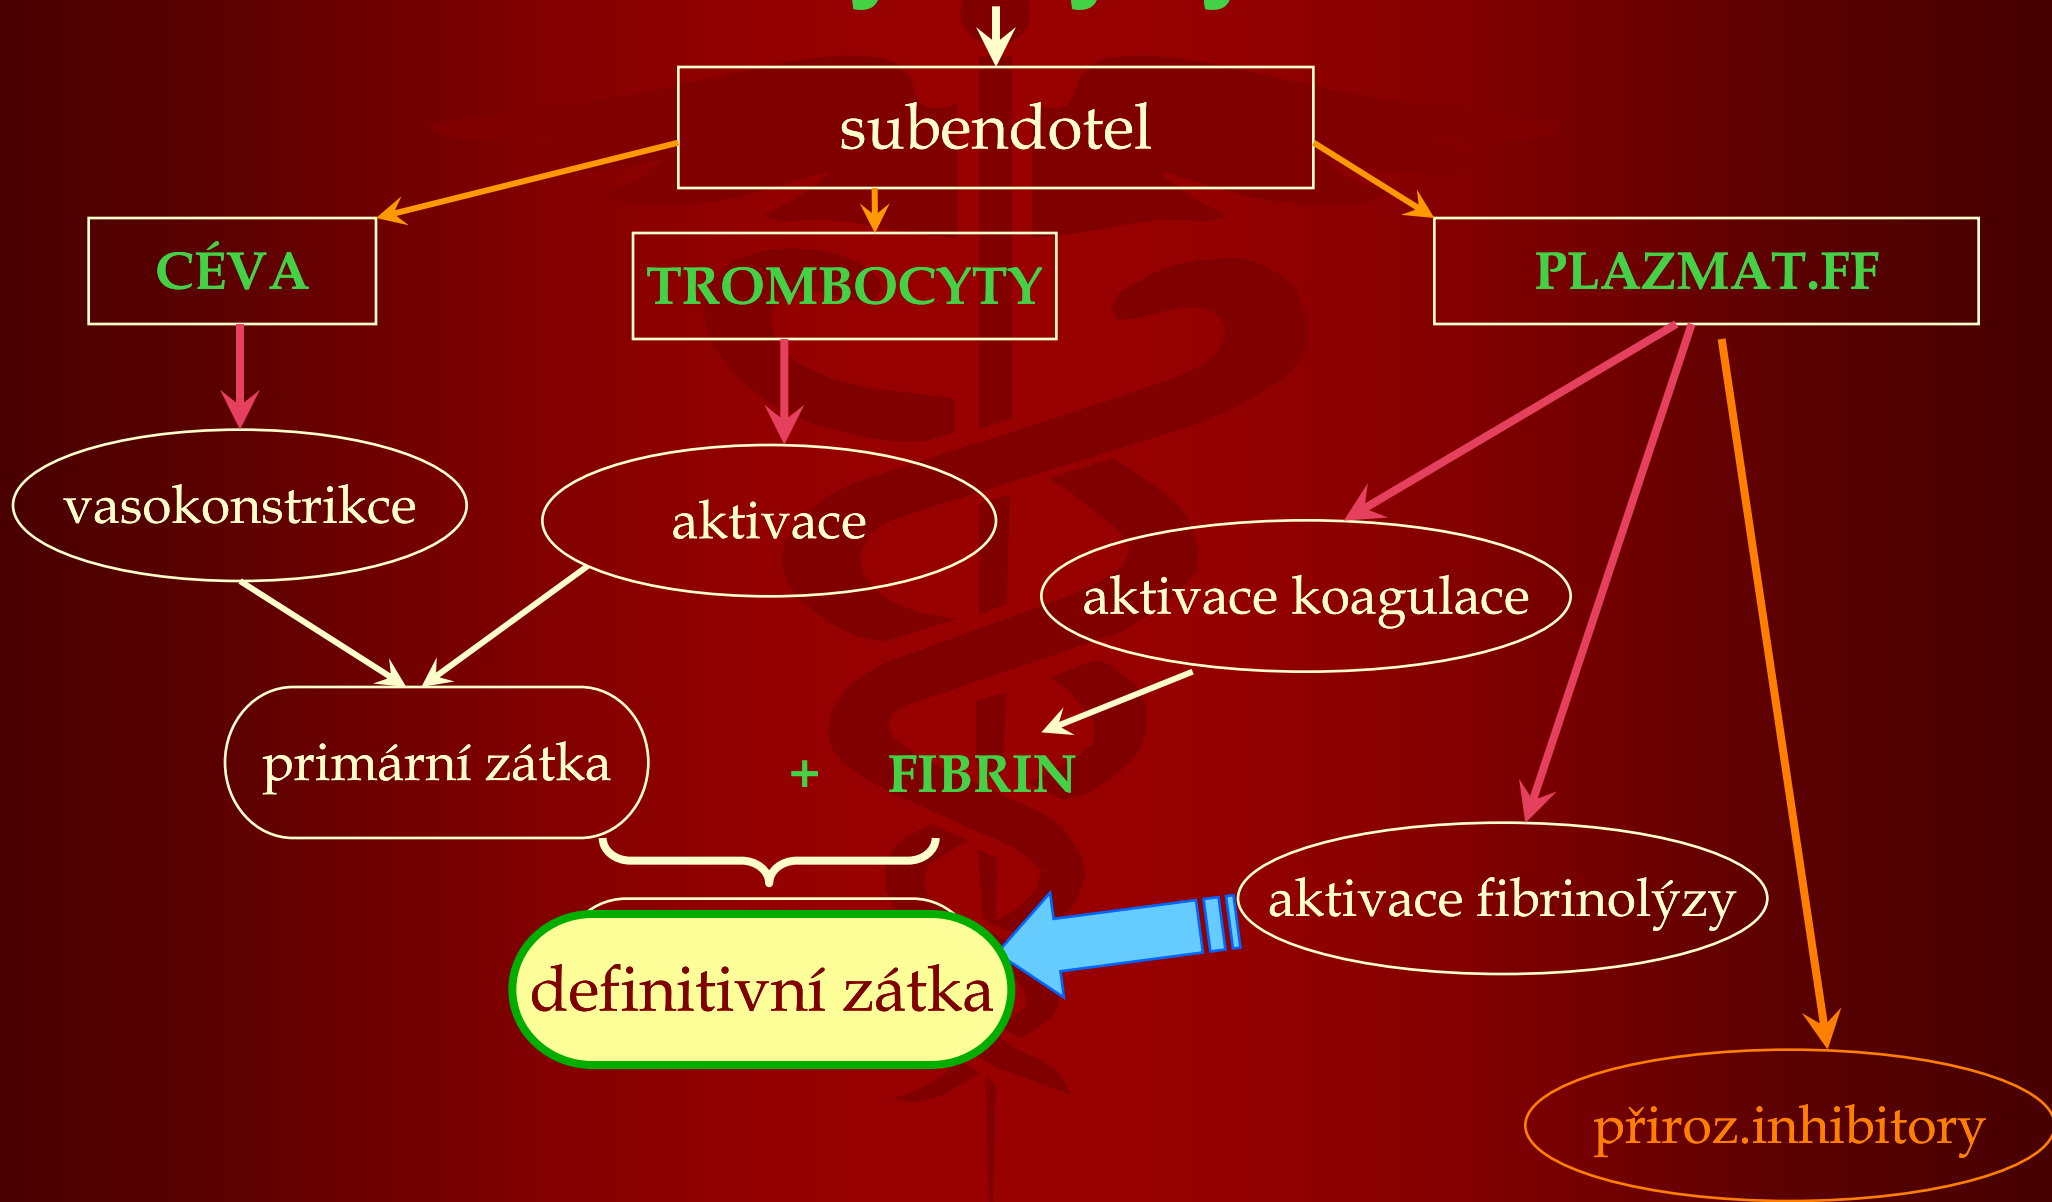 subendotel
CÉVA
TROMBOCYTY
PLAZMAT.FF
vasokonstrikce
aktivace
aktivace koagulace
primární zátka
+ FIBRIN
aktivace fibrinolýzy
definitivní zátka
přiroz.inhibitory